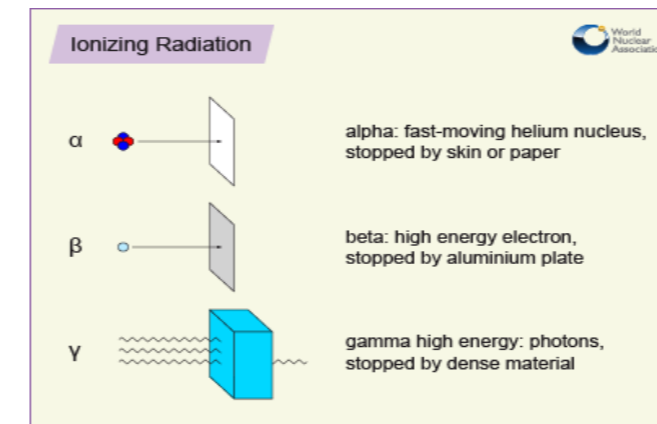 Ionizing Radiation
World
Nuclear
α
alpha: fast-moving helium nucleus,
stopped by skin or paper
β
beta: high energy electron,
stopped by aluminium plate
γ
gamma high energy: photons,
stopped by dense material